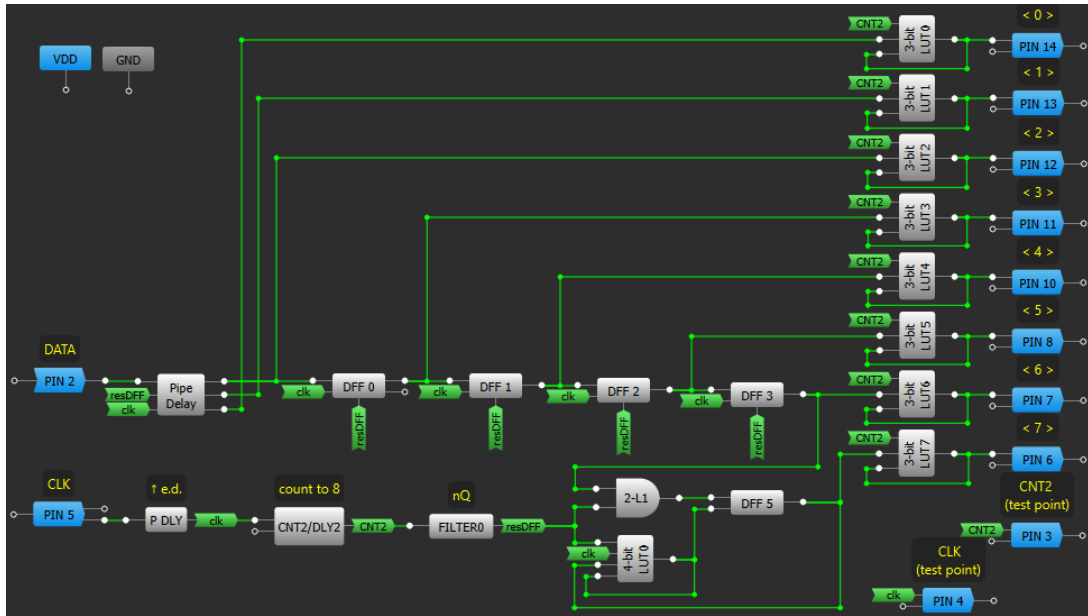 < 0 >
CNT2
3-bit
LUT0
PIN 14
VDD
GND
< 1 >
CNT2
3-bit
LUT1
PIN 13
< 2 >
CNT2
3-bit
LUT2
PIN 12
< 3 >
CNT2
3-bit
LUT3
PIN 11
< 4 >
CNT2
3-bit
LUT4
PIN 10
< 5 >
CNT2
3-bit
LUT5
PIN 8
< 6 >
DATA
PIN 2
resDFF
clk
Pipe
Delay
clk
DFF 0
resDFF
clk
DFF 1
resDFF
clk
DFF 2
resDFF
clk
DFF 3
resDFF
CNT2
3-bit
LUT6
PIN 7
< 7 >
CNT2
3-bit
LUT7
PIN 6
CLK
PIN 5
↑ e.d.
P DLY
clk
count to 8
CNT2/DLY2
CNT2
nQ
FILTER0
resDFF
2-L1
DFF 5
clk
4-bit
LUT0
CNT2
(test point)
CNT2
PIN 3
CLK
(test point)
clk
PIN 4